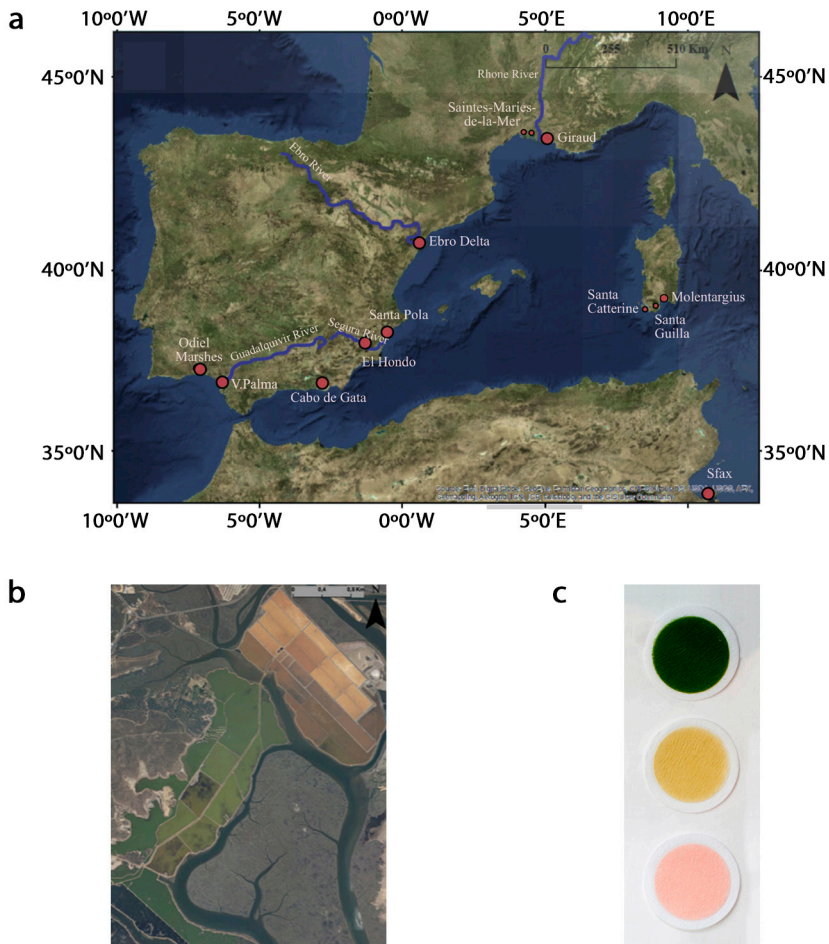 a
10º0′W 5º0′W 0º0′W 5º0′E 10º0′E
45º0′N
45º0′N
0 255 510 Km
N
Rhone River
Saintes-Maries-
de-la-Mer
Giraud
Ebro River
Ebro Delta
40º0′N
40º0′N
Santa
Catterine
Molentargius
Santa
Guilla
Santa Pola
Segura River
El Hondo
Guadalquivir River
Odiel
Marshes
V.Palma
Cabo de Gata
35º0′N
35º0′N
Sfax
10º0′W 5º0′W 0º0′W 5º0′E 10º0′E
b
N
c